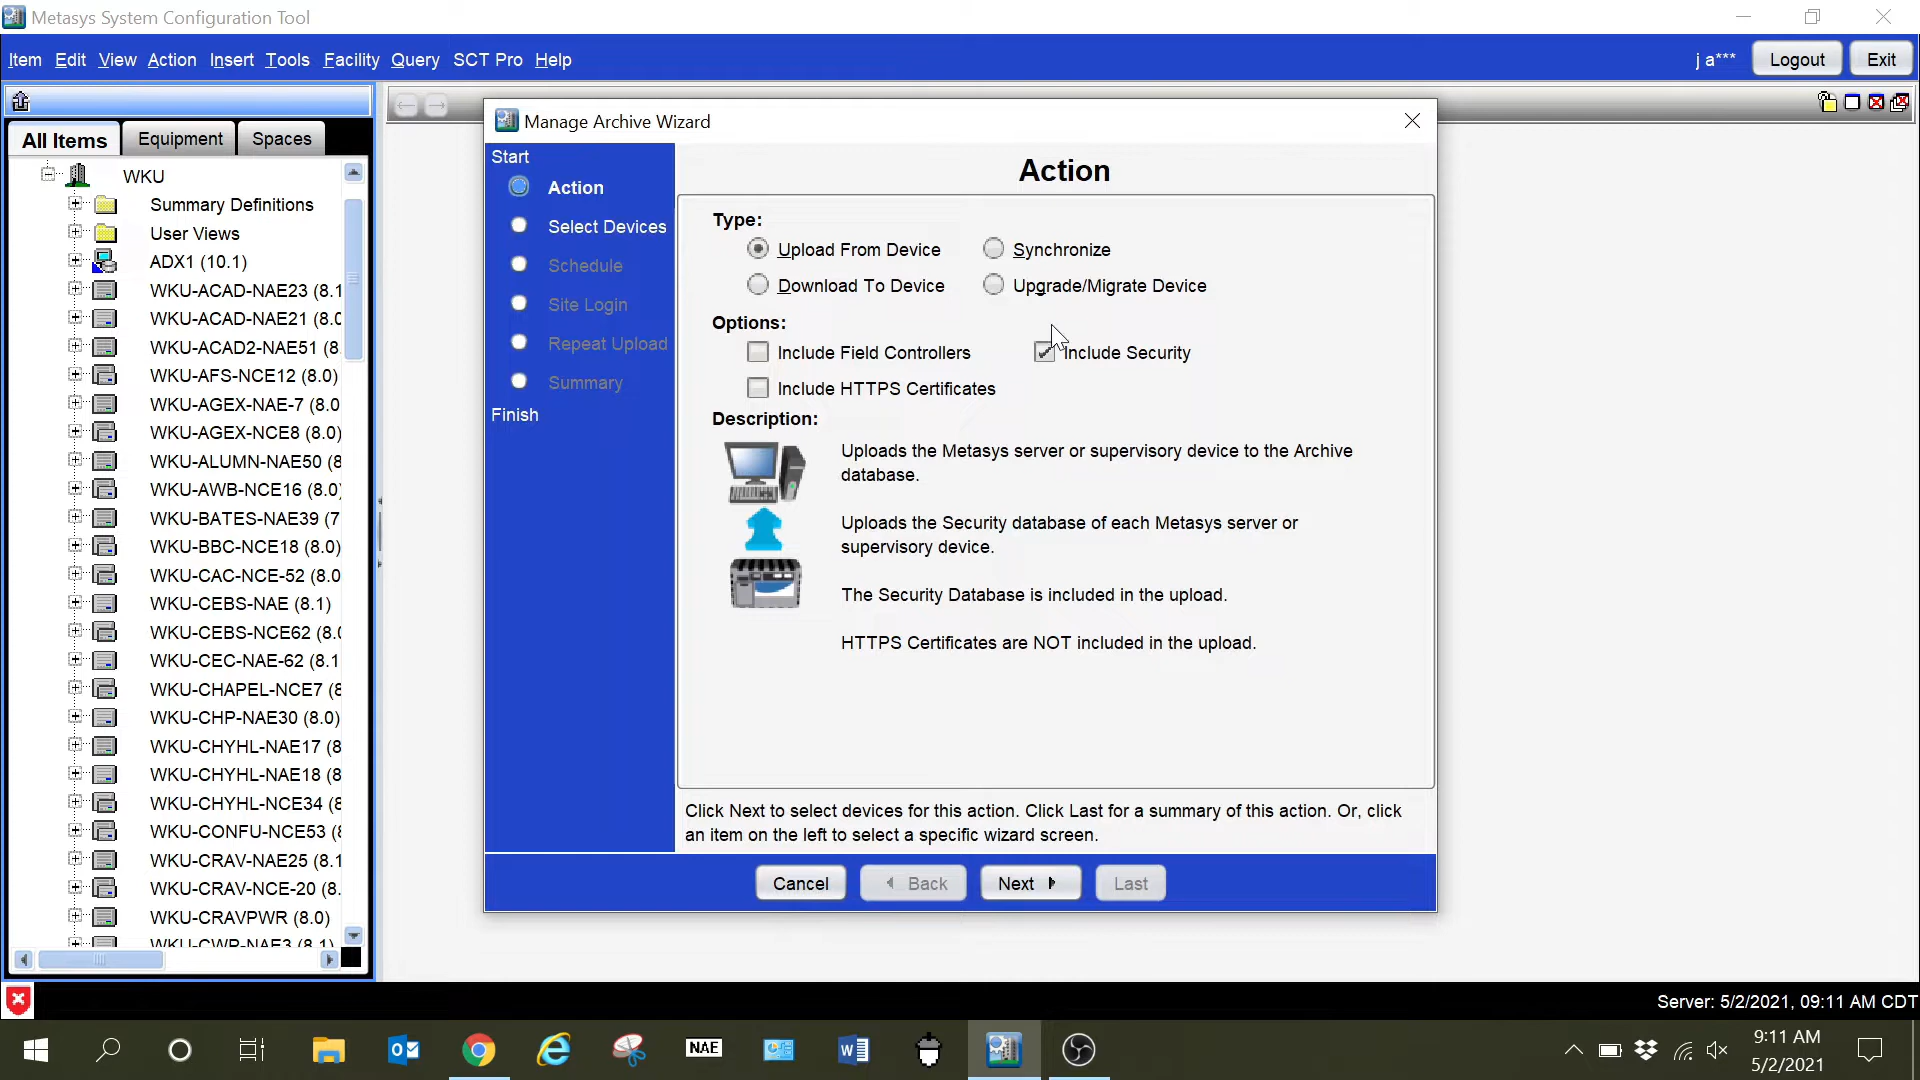 Metasys System Configuration Tool
Item Edit View Action Insert Tools Facility Query SCT Pro Help
j a***
Logout
Exit
All Items
Equipment
Spaces
WKU
Summary Definitions
User Views
ADX1 (10.1)
WKU-ACAD-NAE23 (8.1
WKU-ACAD-NAE21 (8.0
WKU-ACAD2-NAE51 (8
WKU-AFS-NCE12 (8.0)
WKU-AGEX-NAE-7 (8.0
WKU-AGEX-NCE8 (8.0)
WKU-ALUMN-NAE50 (8
WKU-AWB-NCE16 (8.0)
WKU-BATES-NAE39 (7
WKU-BBC-NCE18 (8.0)
WKU-CAC-NCE-52 (8.0
WKU-CEBS-NAE (8.1)
WKU-CEBS-NCE62 (8.0
WKU-CEC-NAE-62 (8.1
WKU-CHAPEL-NCE7 (8
WKU-CHP-NAE30 (8.0)
WKU-CHYHL-NAE17 (8
WKU-CHYHL-NAE18 (8
WKU-CHYHL-NCE34 (8
WKU-CONFU-NCE53 (8
WKU-CRAV-NAE25 (8.1
WKU-CRAV-NCE-20 (8.
WKU-CRAVPWR (8.0)
WKU-CWP-NAE3 (8.1)
Manage Archive Wizard
Start
Action
Select Devices
Schedule
Site Login
Repeat Upload
Summary
Finish
Action
Type:
Upload From Device
Synchronize
Download To Device
Upgrade/Migrate Device
Options:
Include Field Controllers
Include Security
Include HTTPS Certificates
Description:
Uploads the Metasys server or supervisory device to the Archive
database.
Uploads the Security database of each Metasys server or
supervisory device.
The Security Database is included in the upload.
HTTPS Certificates are NOT included in the upload.
Click Next to select devices for this action. Click Last for a summary of this action. Or, click
an item on the left to select a specific wizard screen.
Cancel
Back
Next
Last
Server: 5/2/2021, 09:11 AM CDT
NAE
9:11 AM
5/2/2021